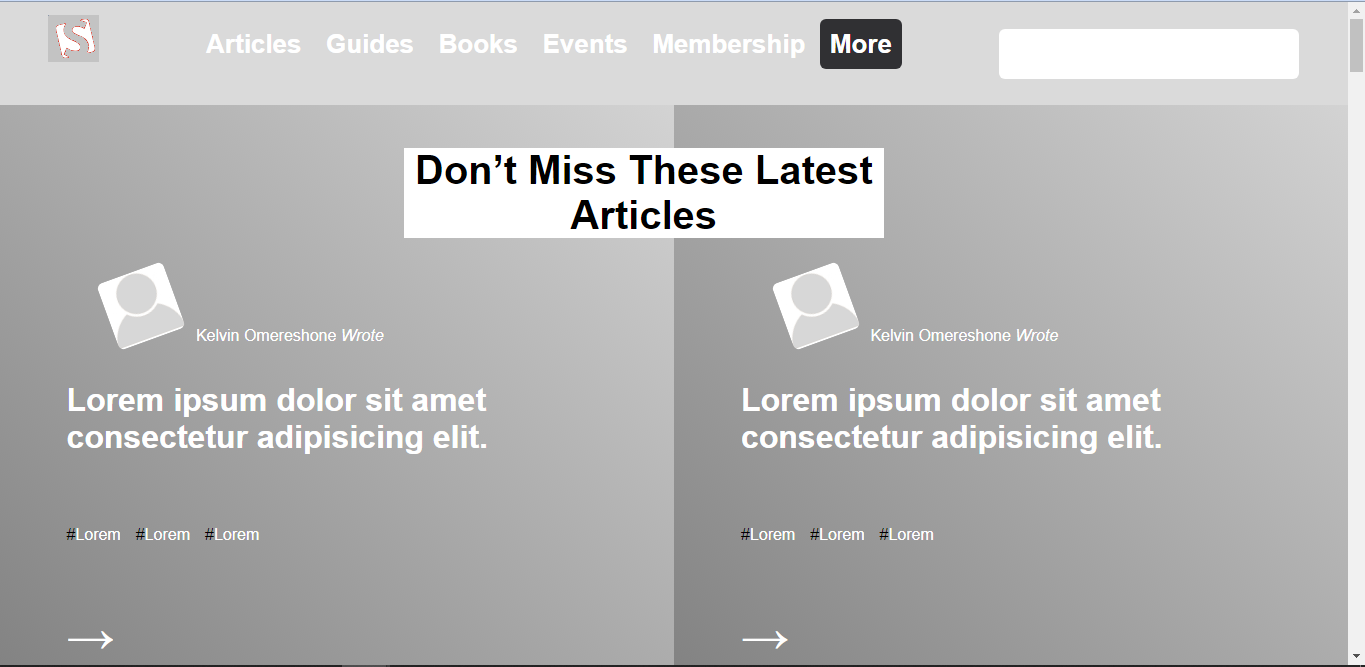 S
Articles Guides Books Events Membership More
Don’t Miss These Latest
Articles
Kelvin Omereshone Wrote
Lorem ipsum dolor sit amet
consectetur adipisicing elit.
#Lorem #Lorem #Lorem
→
Kelvin Omereshone Wrote
Lorem ipsum dolor sit amet
consectetur adipisicing elit.
#Lorem #Lorem #Lorem
→